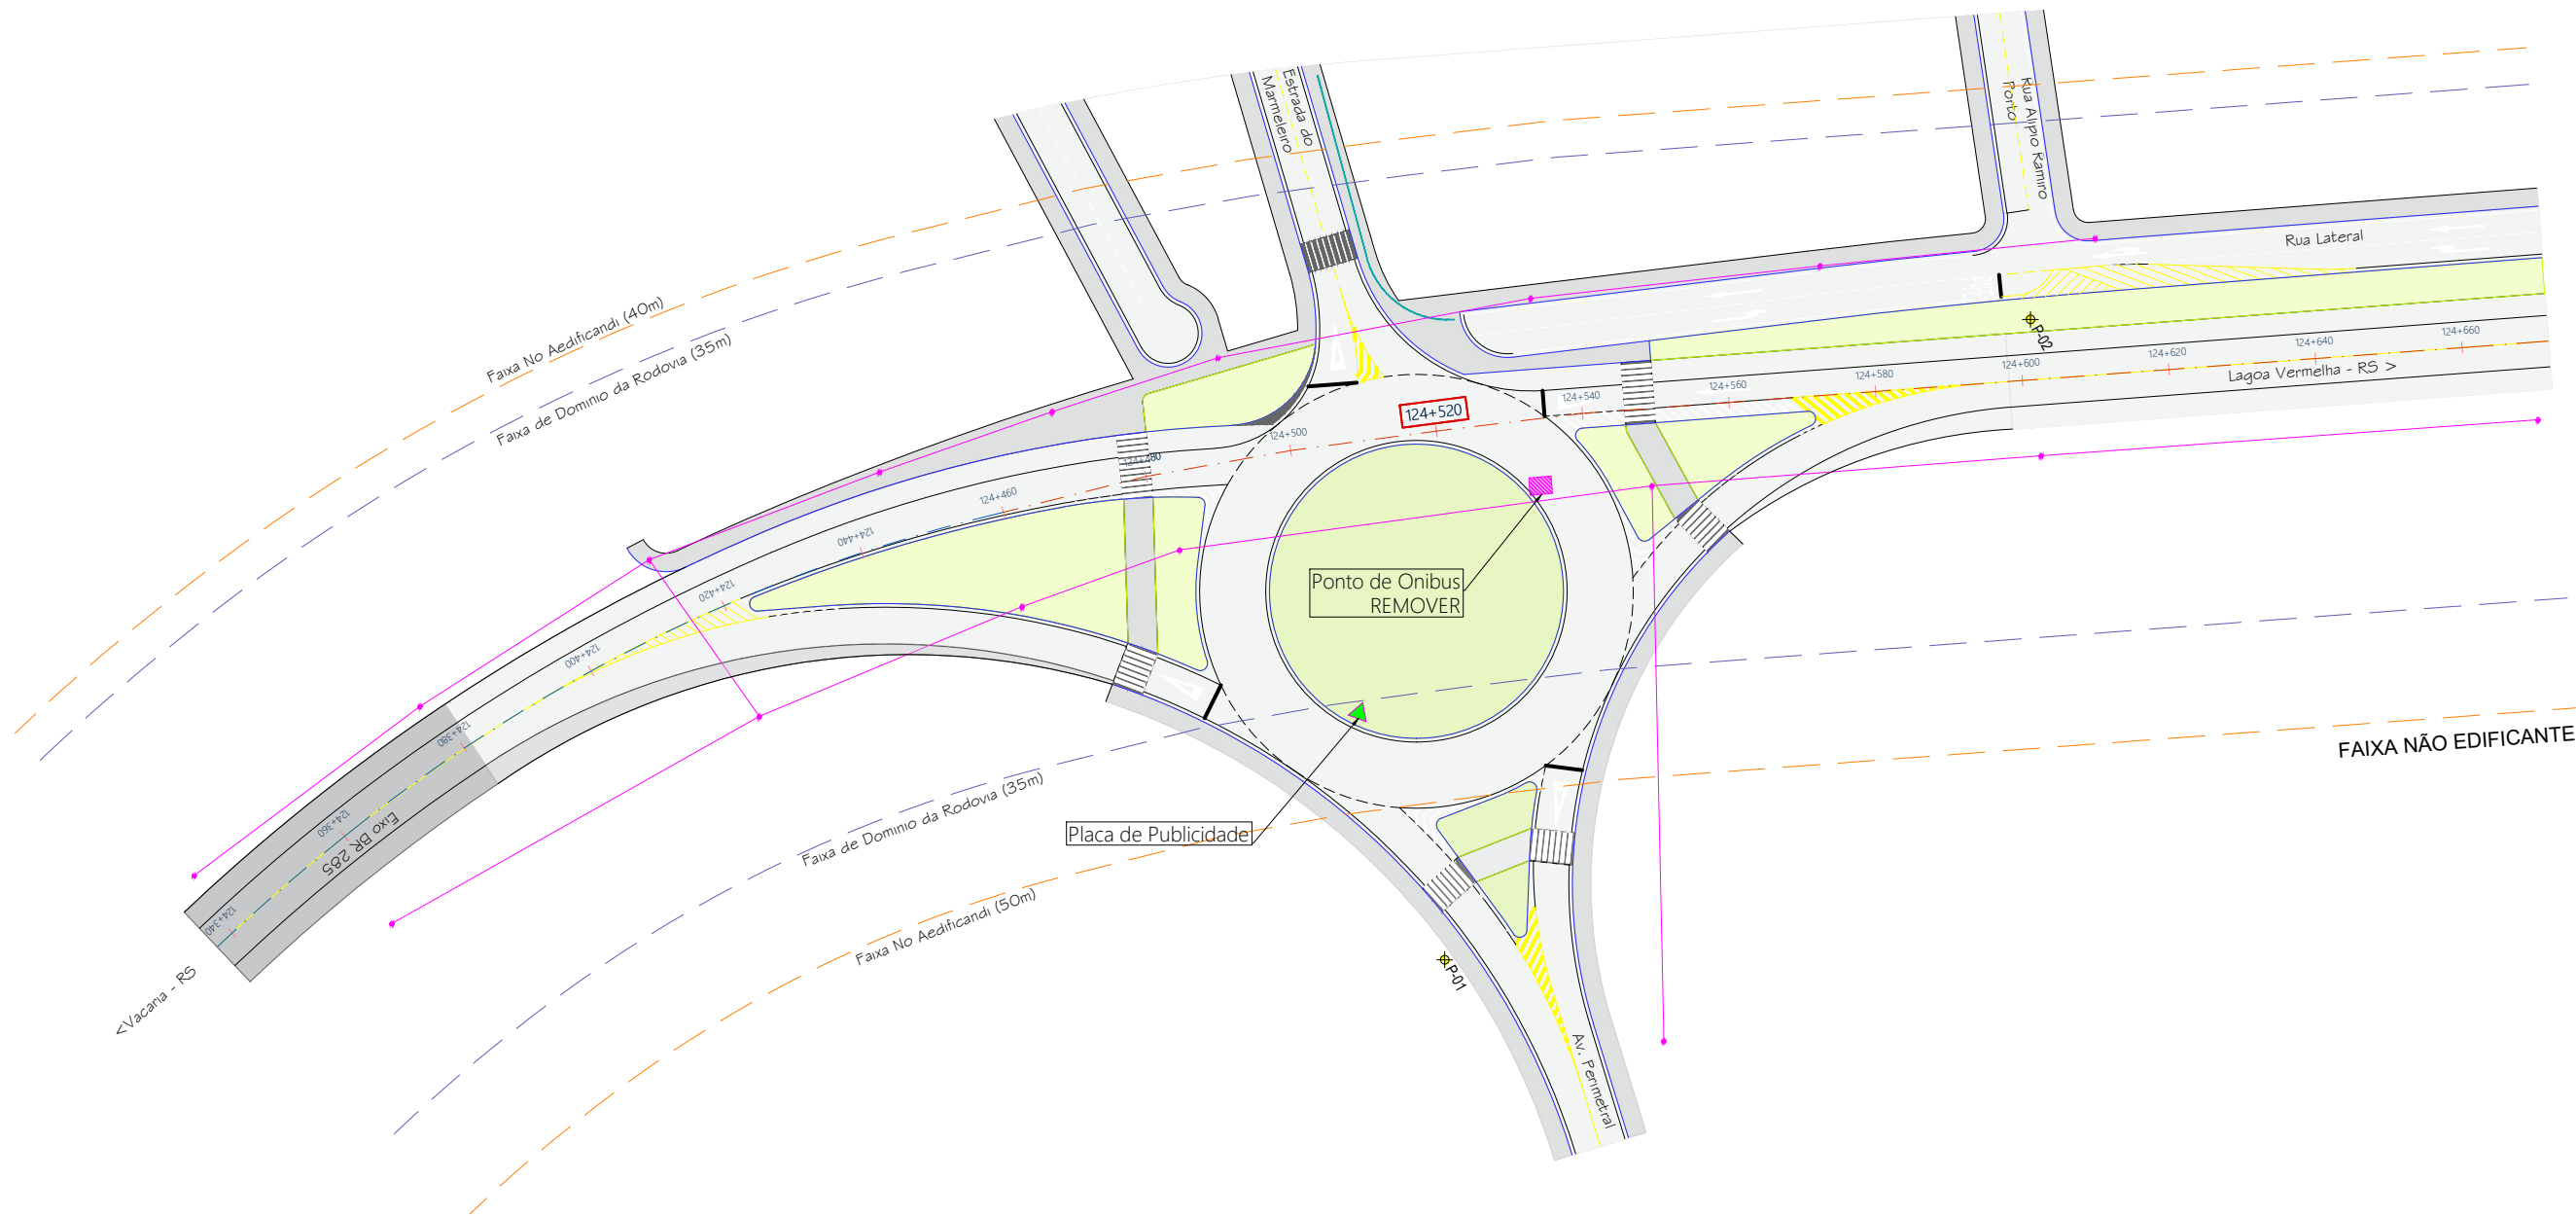 Estrada do
Marmeleiro
Rua Alípio Ramiro
Porto
Rua Lateral
Faixa No Aedificandi (40m)
Faixa de Dominio da Rodovia (35m)
P-02
124+660
124+640
124+620
124+600
124+580
124+560
124+540
124+520
124+500
124+480
124+460
124+440
124+420
124+400
124+380
124+360
124+340
Lagoa Vermelha - RS >
Ponto de Onibus
REMOVER
FAIXA NÃO EDIFICANTE
Placa de Publicidade
Faixa de Dominio da Rodovia (35m)
Faixa No Aedificandi (50m)
Eixo BR 285
<Vacaria - RS
P-01
Av. Perimetral